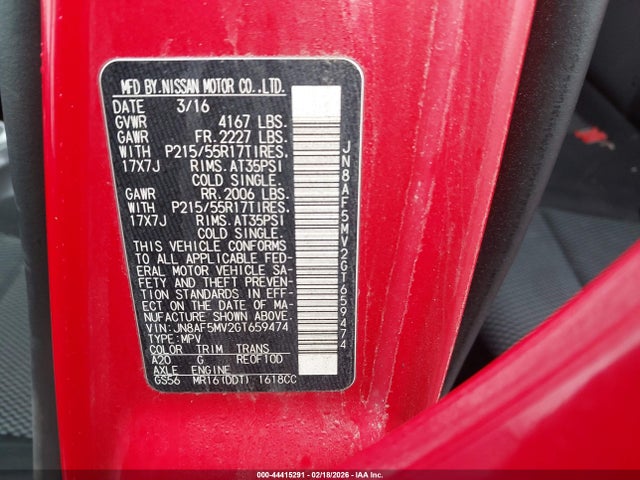 MFD BY.NISSAN MOTOR CO.,LTD.
DATE 3/16
GVWR 4167 LBS.
GAWR FR. 2227 LBS.
WITH P215/55R17TIRES.
17X7J RIMS. AT35PSI
COLD SINGLE.
GAWR RR. 2006 LBS.
WITH P215/55R17TIRES.
17X7J RIMS. AT35PSI
COLD SINGLE.
THIS VEHICLE CONFORMS
TO ALL APPLICABLE FED-
ERAL MOTOR VEHICLE SA-
FETY AND THEFT PREVEN-
TION STANDARDS IN EFF-
ECT ON THE DATE OF MA-
NUFACTURE SHOWN ABOVE.
VIN: JN8AF5MV2GT659474
TYPE: MPV
COLOR TRIM TRANS
A20 G RE0F10D
AXLE ENGINE
GS56 MR16(DDT) 1618CC
JN8AF5MV2GT659474
000-44415291 - 02/18/2026 - IAA Inc.